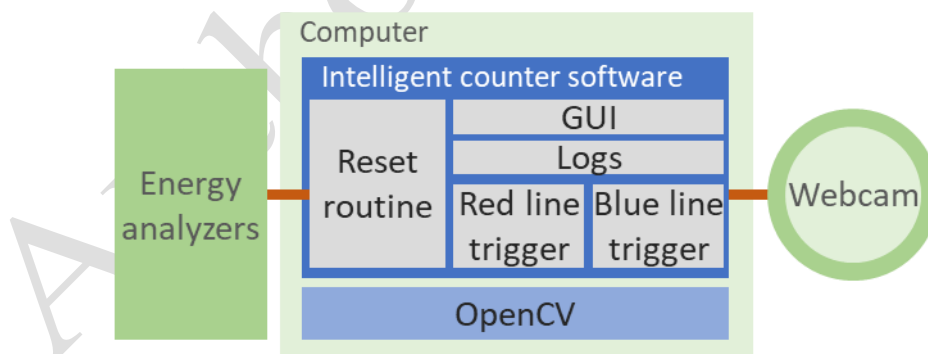 Computer
Intelligent counter software
GUI
Logs
Reset
routine
Red line
trigger
Blue line
trigger
Energy
analyzers
Webcam
OpenCV